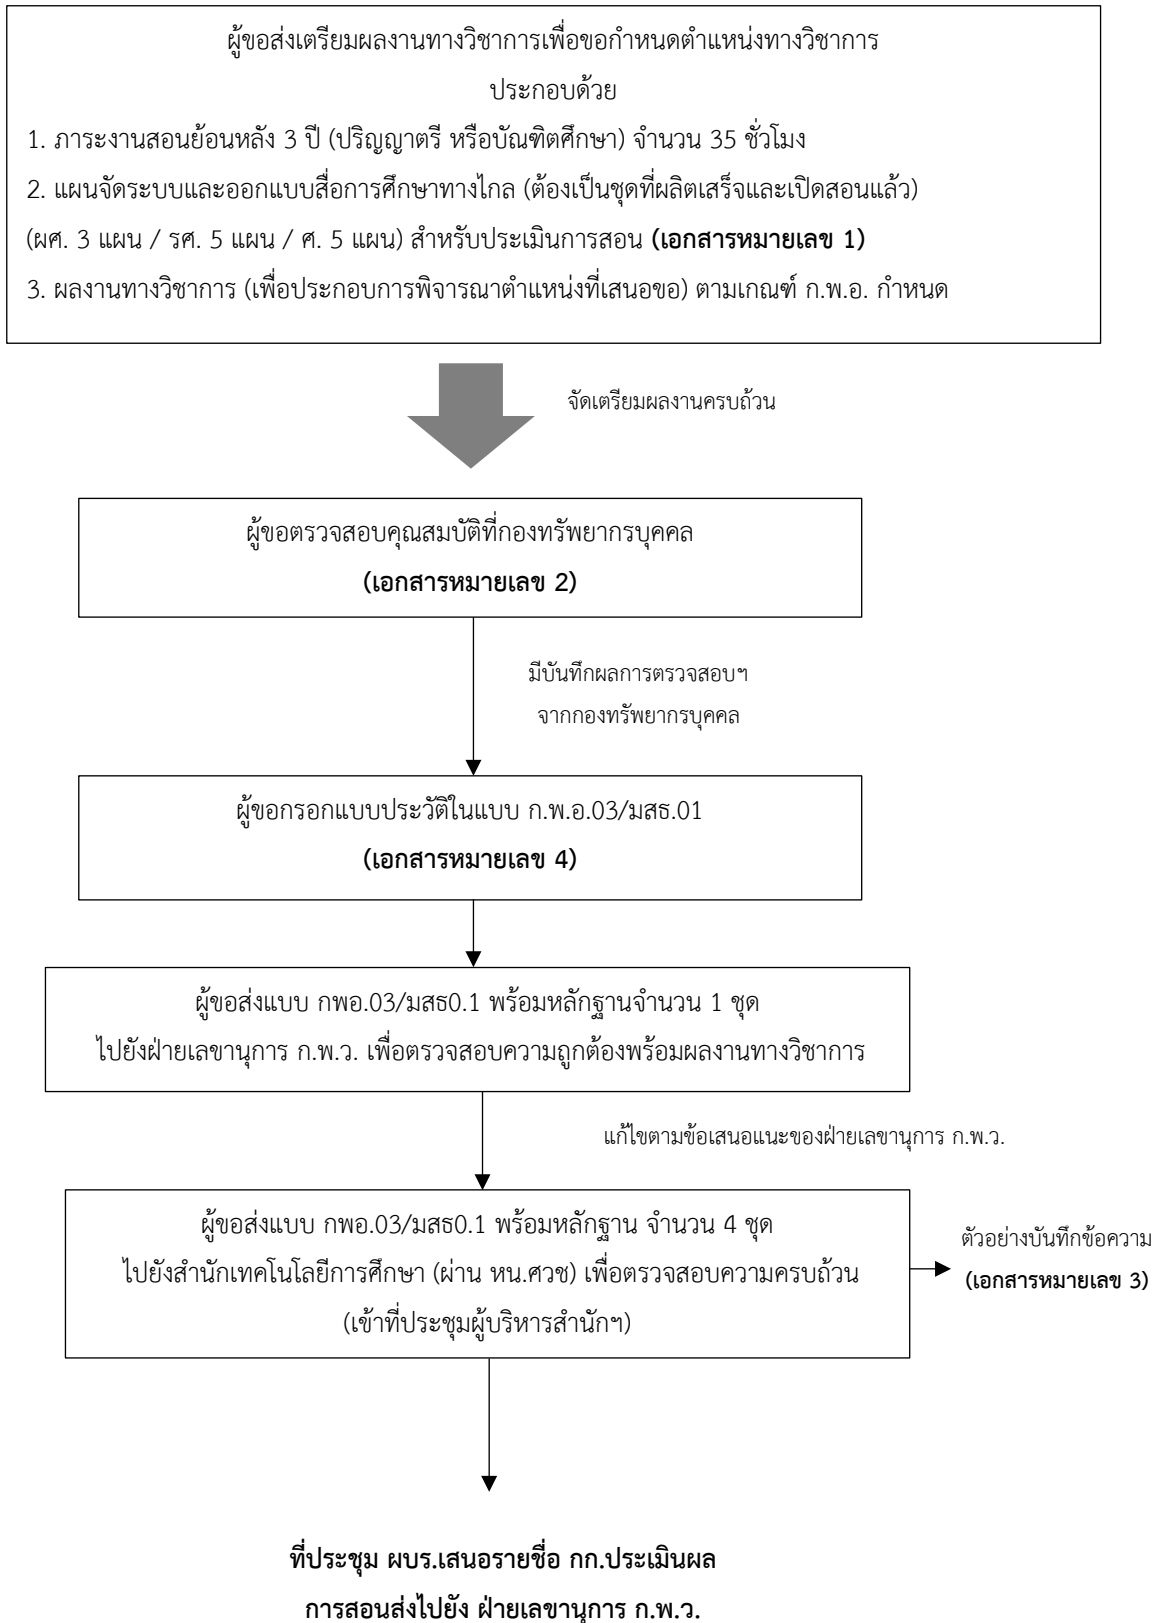 ผู้ขอส่งเตรียมผลงานทางวิชาการเพื่อขอกำหนดตำแหน่งทางวิชาการ
ประกอบด้วย
1. ภาระงานสอนย้อนหลัง 3 ปี (ปริญญาตรี หรือบัณฑิตศึกษา) จำนวน 35 ชั่วโมง
2. แผนจัดระบบและออกแบบสื่อการศึกษาทางไกล (ต้องเป็นชุดที่ผลิตเสร็จและเปิดสอนแล้ว)
(ผศ. 3 แผน / รศ. 5 แผน / ศ. 5 แผน) สำหรับประเมินการสอน (เอกสารหมายเลข 1)
3. ผลงานทางวิชาการ (เพื่อประกอบการพิจารณาตำแหน่งที่เสนอขอ) ตามเกณฑ์ ก.พ.อ. กำหนด
จัดเตรียมผลงานครบถ้วน
ผู้ขอตรวจสอบคุณสมบัติที่กองทรัพยากรบุคคล
(เอกสารหมายเลข 2)
มีบันทึกผลการตรวจสอบฯ
จากกองทรัพยากรบุคคล
ผู้ขอกรอกแบบประวัติในแบบ ก.พ.อ.03/มสธ.01
(เอกสารหมายเลข 4)
ผู้ขอส่งแบบ กพอ.03/มสธ0.1 พร้อมหลักฐานจำนวน 1 ชุด
ไปยังฝ่ายเลขานุการ ก.พ.ว. เพื่อตรวจสอบความถูกต้องพร้อมผลงานทางวิชาการ
แก้ไขตามข้อเสนอแนะของฝ่ายเลขานุการ ก.พ.ว.
ผู้ขอส่งแบบ กพอ.03/มสธ0.1 พร้อมหลักฐาน จำนวน 4 ชุด
ไปยังสำนักเทคโนโลยีการศึกษา (ผ่าน หน.ศวช) เพื่อตรวจสอบความครบถ้วน
(เข้าที่ประชุมผู้บริหารสำนักฯ)
ตัวอย่างบันทึกข้อความ
(เอกสารหมายเลข 3)
ที่ประชุม ผบร.เสนอรายชื่อ กก.ประเมินผล
การสอนส่งไปยัง ฝ่ายเลขานุการ ก.พ.ว.